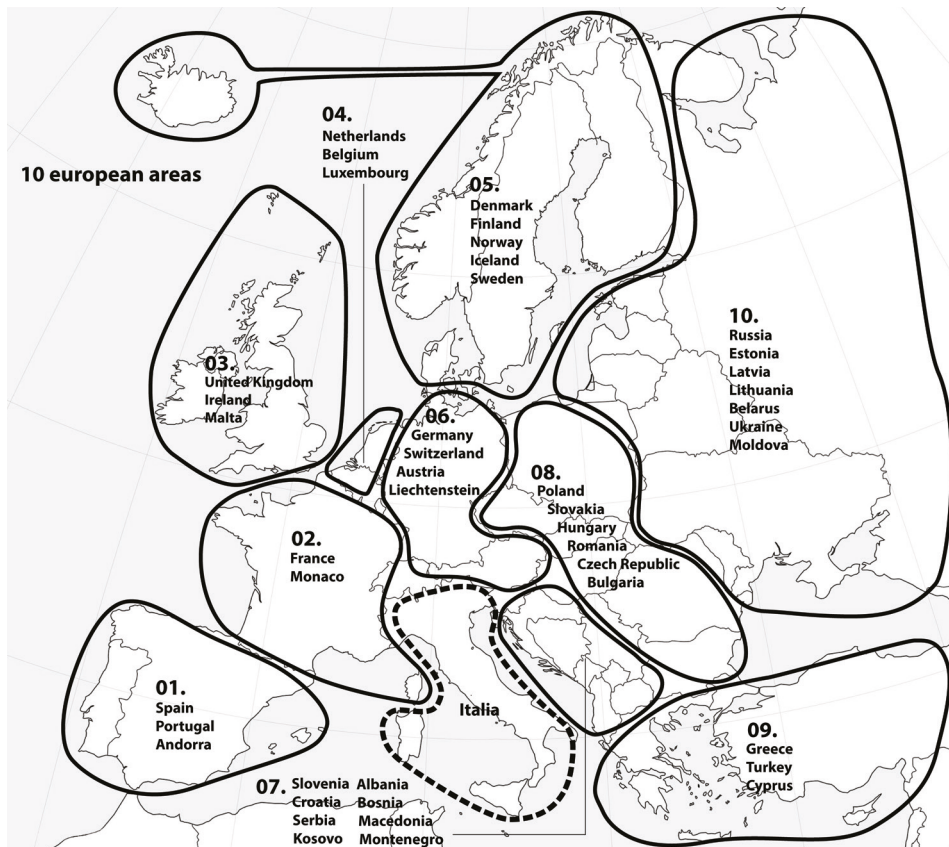 10 european areas
04.
Netherlands
Belgium
Luxembourg
05.
Denmark
Finland
Norway
Iceland
Sweden
03.
United Kingdom
Ireland
Malta
10.
Russia
Estonia
Latvia
Lithuania
Belarus
Ukraine
Moldova
06.
Germany
Switzerland
Austria
Liechtenstein
08.
Poland
Slovakia
Hungary
Romania
Czech Republic
Bulgaria
02.
France
Monaco
01.
Spain
Portugal
Andorra
Italia
09.
Greece
Turkey
Cyprus
07. Slovenia Albania
Croatia Bosnia
Serbia Macedonia
Kosovo Montenegro